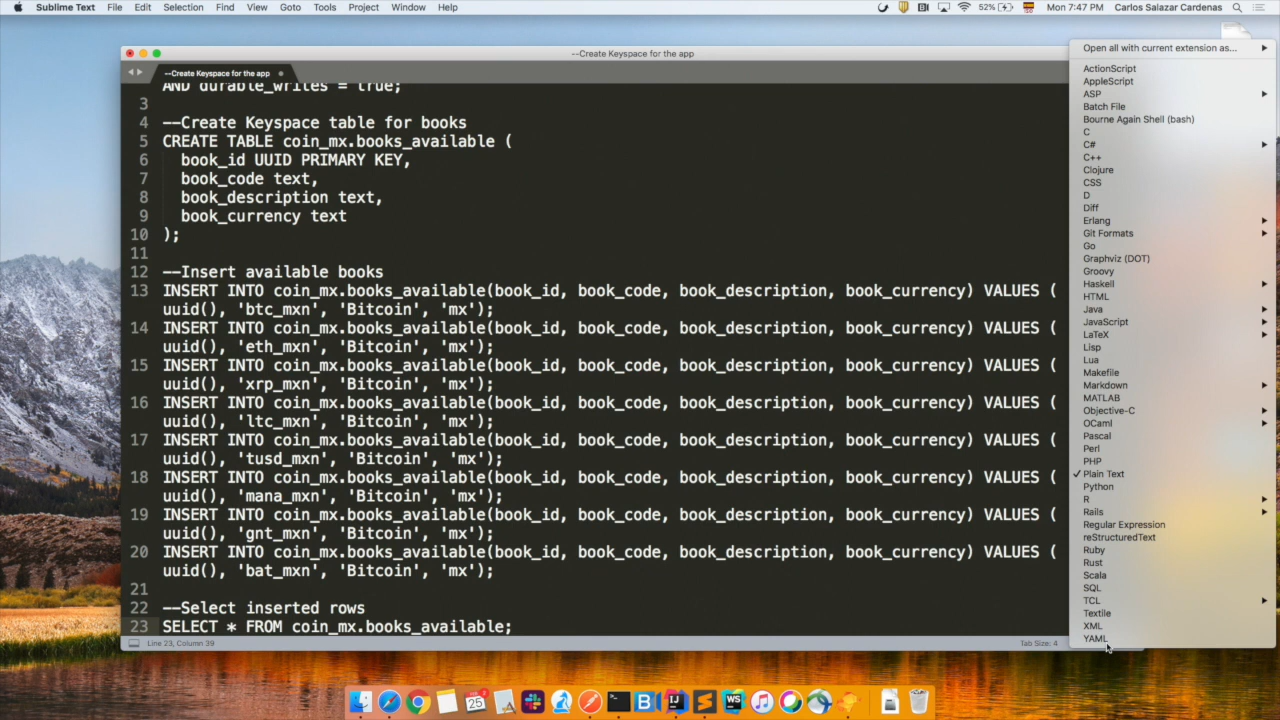 Sublime Text File Edit Selection Find View Goto Tools Project Window Help 52% Mon 7:47 PM Carlos Salazar Cardenas
--Create Keyspace for the app
--Create Keyspace for the app
AND durable_writes = true;
3
4 --Create Keyspace table for books
5 CREATE TABLE coin_mx.books_available (
6 book_id UUID PRIMARY KEY,
7 book_code text,
8 book_description text,
9 book_currency text
10 );
11
12 --Insert available books
13 INSERT INTO coin_mx.books_available(book_id, book_code, book_description, book_currency) VALUES (
uuid(), 'btc_mxn', 'Bitcoin', 'mx');
14 INSERT INTO coin_mx.books_available(book_id, book_code, book_description, book_currency) VALUES (
uuid(), 'eth_mxn', 'Bitcoin', 'mx');
15 INSERT INTO coin_mx.books_available(book_id, book_code, book_description, book_currency) VALUES (
uuid(), 'xrp_mxn', 'Bitcoin', 'mx');
16 INSERT INTO coin_mx.books_available(book_id, book_code, book_description, book_currency) VALUES (
uuid(), 'ltc_mxn', 'Bitcoin', 'mx');
17 INSERT INTO coin_mx.books_available(book_id, book_code, book_description, book_currency) VALUES (
uuid(), 'tusd_mxn', 'Bitcoin', 'mx');
18 INSERT INTO coin_mx.books_available(book_id, book_code, book_description, book_currency) VALUES (
uuid(), 'mana_mxn', 'Bitcoin', 'mx');
19 INSERT INTO coin_mx.books_available(book_id, book_code, book_description, book_currency) VALUES (
uuid(), 'gnt_mxn', 'Bitcoin', 'mx');
20 INSERT INTO coin_mx.books_available(book_id, book_code, book_description, book_currency) VALUES (
uuid(), 'bat_mxn', 'Bitcoin', 'mx');
21
22 --Select inserted rows
23 SELECT * FROM coin_mx.books_available;
Line 23, Column 39 Tab Size: 4
Open all with current extension as...
ActionScript
AppleScript
ASP
Batch File
Bourne Again Shell (bash)
C
C#
C++
Clojure
CSS
D
Diff
Erlang
Git Formats
Go
Graphviz (DOT)
Groovy
Haskell
HTML
Java
JavaScript
LaTeX
Lisp
Lua
Makefile
Markdown
MATLAB
Objective-C
OCaml
Pascal
Perl
PHP
Plain Text
Python
R
Rails
Regular Expression
reStructuredText
Ruby
Rust
Scala
SQL
TCL
Textile
XML
YAML
25
B
IJ
WS